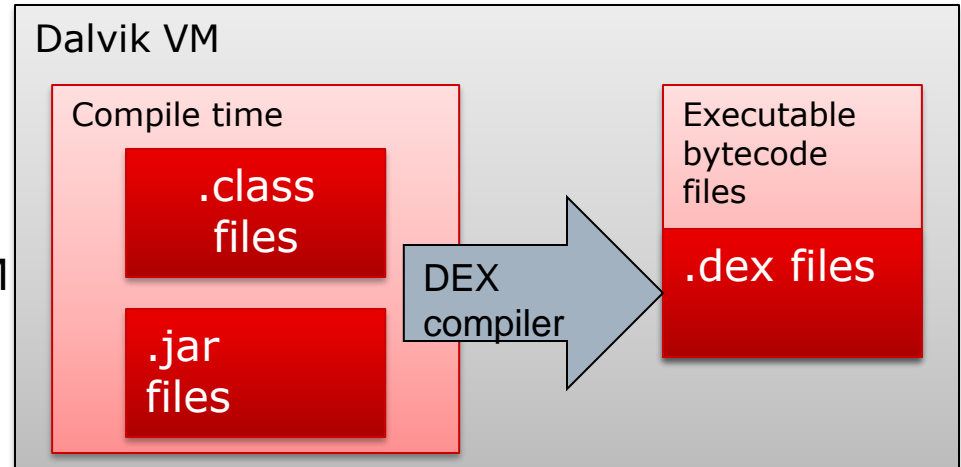 Dalvik VM
Compile time
.class
files
.jar
files
DEX
compiler
Executable
bytecode
files
.dex files